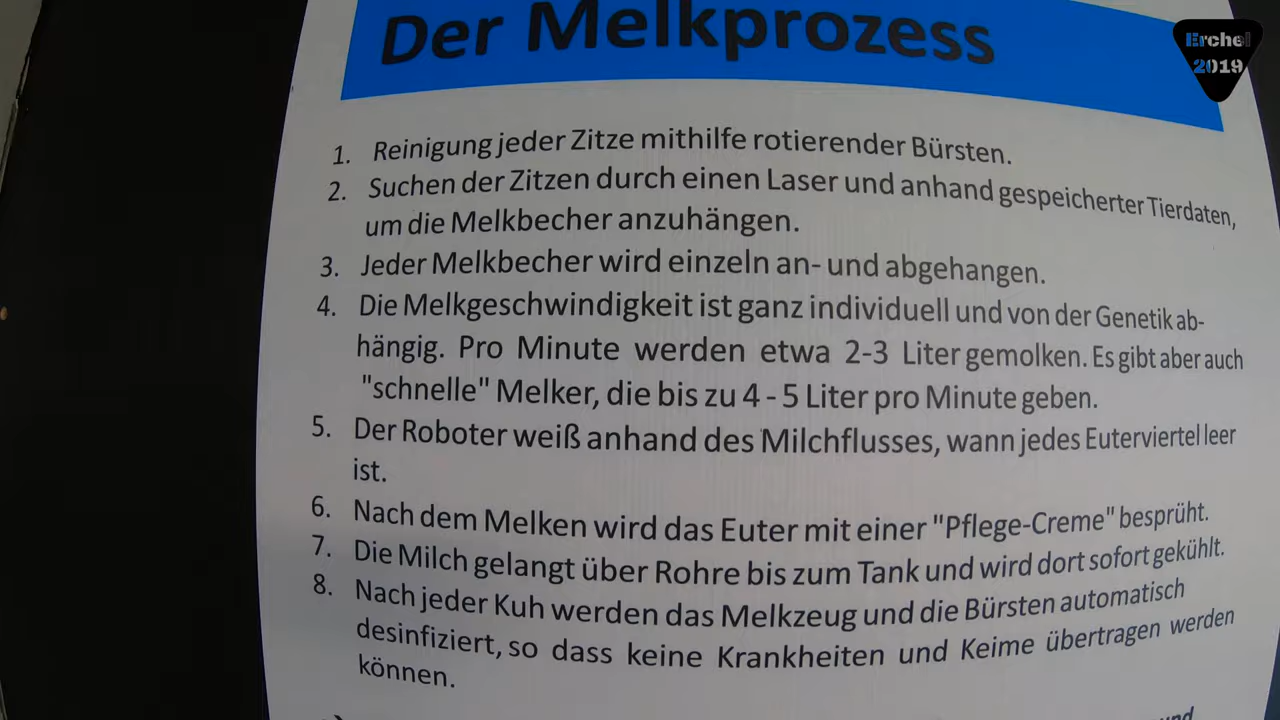 Der Melkprozess
Erchel
2019
1. Reinigung jeder Zitze mithilfe rotierender Bürsten.
2. Suchen der Zitzen durch einen Laser und anhand gespeicherter Tierdaten,
um die Melkbecher anzuhängen.
3. Jeder Melkbecher wird einzeln an- und abgehangen.
4. Die Melkgeschwindigkeit ist ganz individuell und von der Genetik ab-
hängig. Pro Minute werden etwa 2-3 Liter gemolken. Es gibt aber auch
"schnelle" Melker, die bis zu 4 - 5 Liter pro Minute geben.
5. Der Roboter weiß anhand des Milchflusses, wann jedes Euterviertel leer
ist.
6. Nach dem Melken wird das Euter mit einer "Pflege-Creme" besprüht.
7. Die Milch gelangt über Rohre bis zum Tank und wird dort sofort gekühlt.
8. Nach jeder Kuh werden das Melkzeug und die Bürsten automatisch
desinfiziert, so dass keine Krankheiten und Keime übertragen werden
können.
und